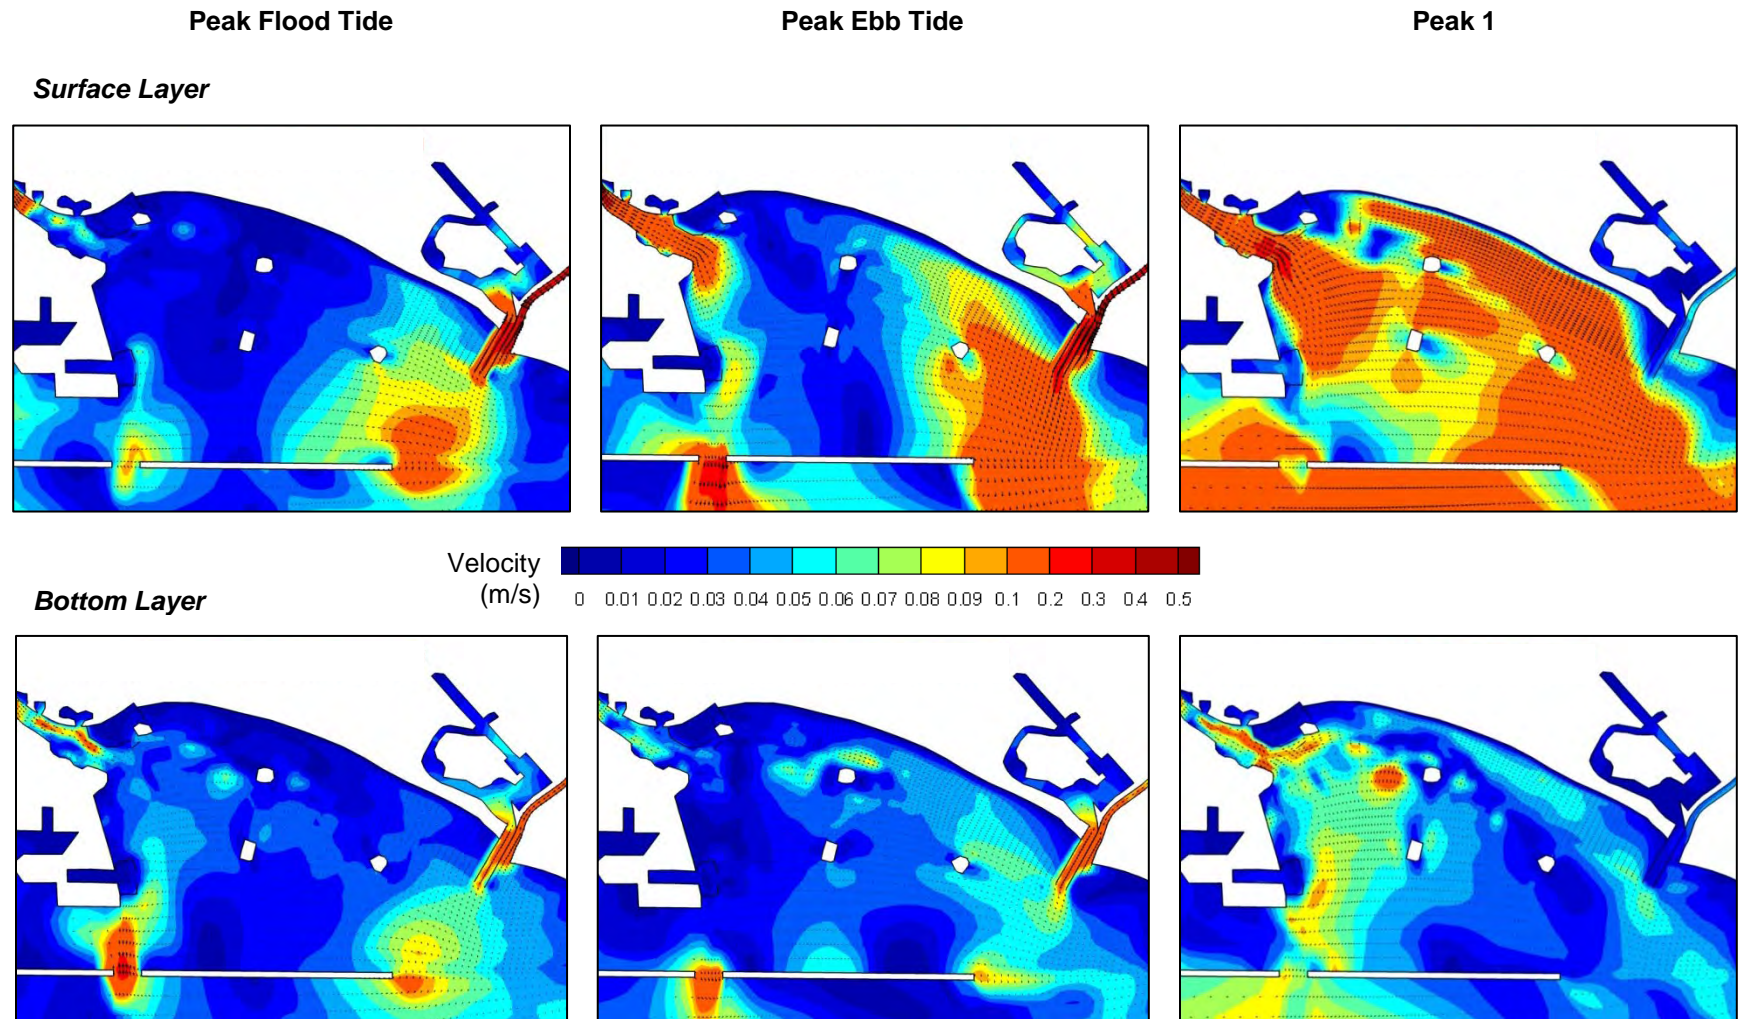 Peak Flood Tide
Peak Ebb Tide
Peak 1
Surface Layer
Velocity
(m/s)
0 0.01 0.02 0.03 0.04 0.05 0.06 0.07 0.08 0.09 0.1 0.2 0.3 0.4 0.5
Bottom Layer